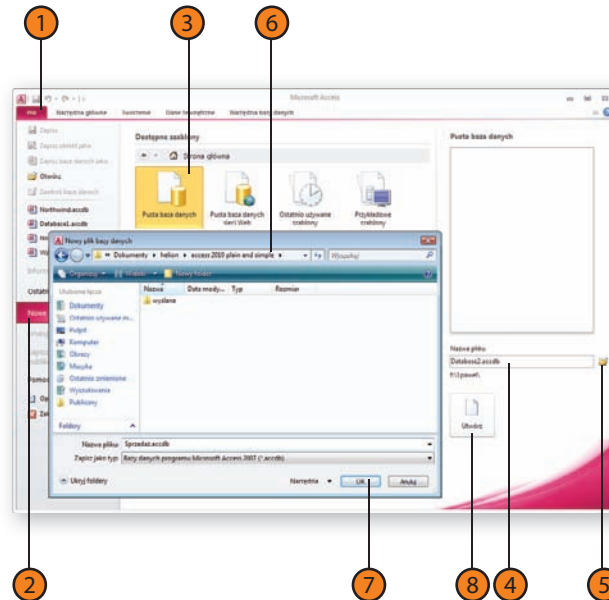 1
3
6
Microsoft Access
Plik
Narzędzia główne
Tworzenie
Dane zewnętrzne
Narzędzia bazy danych
Zapisz
Zapisz obiekt jako
Zapisz bazę danych jako
Otwórz
Zamknij bazę danych
Northwind.accdb
Database1.accdb
Dostępne szablony
Strona główna
Pusta baza danych
Pusta baza danych sieci Web
Ostatnio używane szablony
Przykładowe szablony
Pusta baza danych
Nowy plik bazy danych
Dokumenty
helion
access 2010 plain and simple
Wyszukaj
Organizuj
Widoki
Nowy folder
Ulubione łącza
Dokumenty
Ostatnio używane m...
Pulpit
Komputer
Obrazy
Muzyka
Ostatnio zmienione
Wyszukiwania
Publiczny
Foldery
Nazwa
Data mody...
Typ
Rozmiar
wysłane
Nazwa pliku: Sprzedaż.accdb
Zapisz jako typ: Bazy danych programu Microsoft Access 2007 (*.accdb)
Ukryj foldery
Narzędzia
OK
Anuluj
Nowe
Nazwa pliku
Database2.accdb
Utwórz
2
7
8
4
5